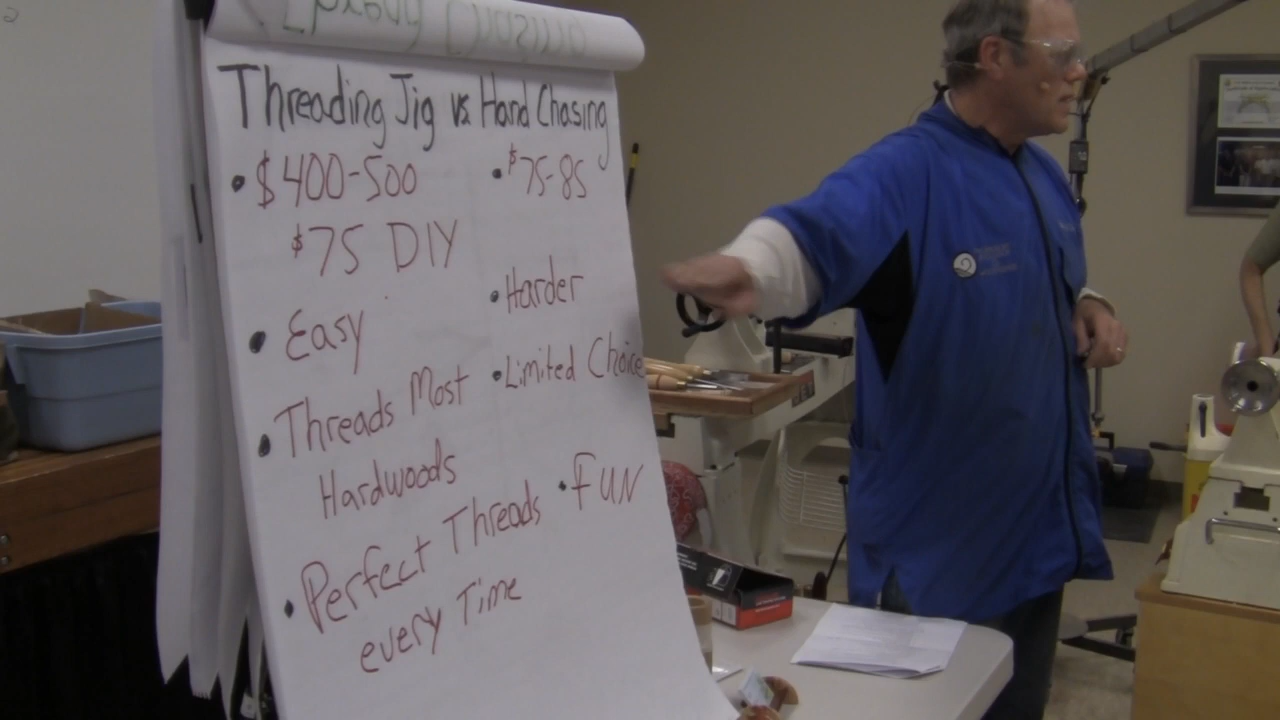 Threading Jig vs Hand Chasing
• $400-500
$75 DIY
• Easy
• Threads Most
Hardwoods
• Perfect Threads
every Time
• $75-85
• Harder
• Limited Choice
• FUN